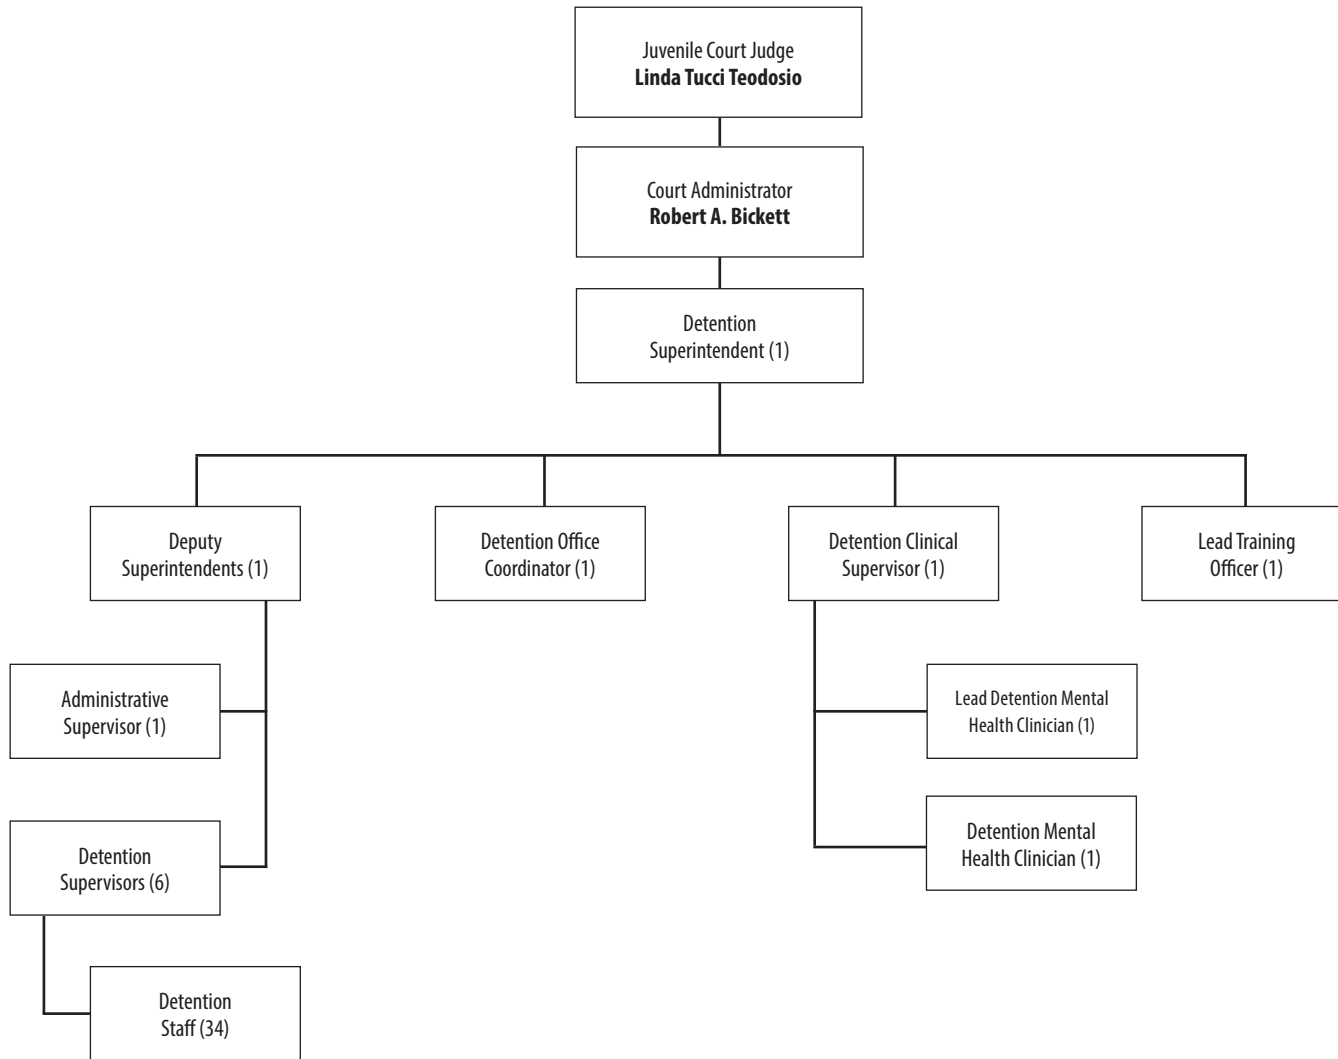 Juvenile Court Judge
Linda Tucci Teodosio
Court Administrator
Robert A. Bickett
Detention
Superintendent (1)
Deputy
Superintendents (1)
Detention Office
Coordinator (1)
Detention Clinical
Supervisor (1)
Lead Training
Officer (1)
Administrative
Supervisor (1)
Lead Detention Mental
Health Clinician (1)
Detention
Supervisors (6)
Detention Mental
Health Clinician (1)
Detention
Staff (34)